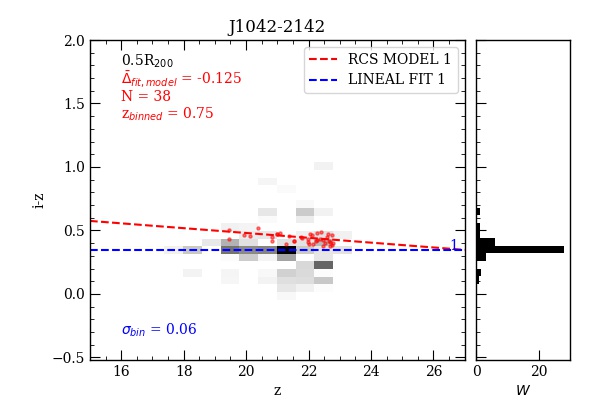 J1042-2142
0.5R200
Δ̄fit,model = -0.125
N = 38
zbinned = 0.75
RCS MODEL 1
LINEAL FIT 1
2.0
1.5
1.0
0.5
0.0
−0.5
i-z
1
σbin = 0.06
16 18 20 22 24 26
z
0 20
W